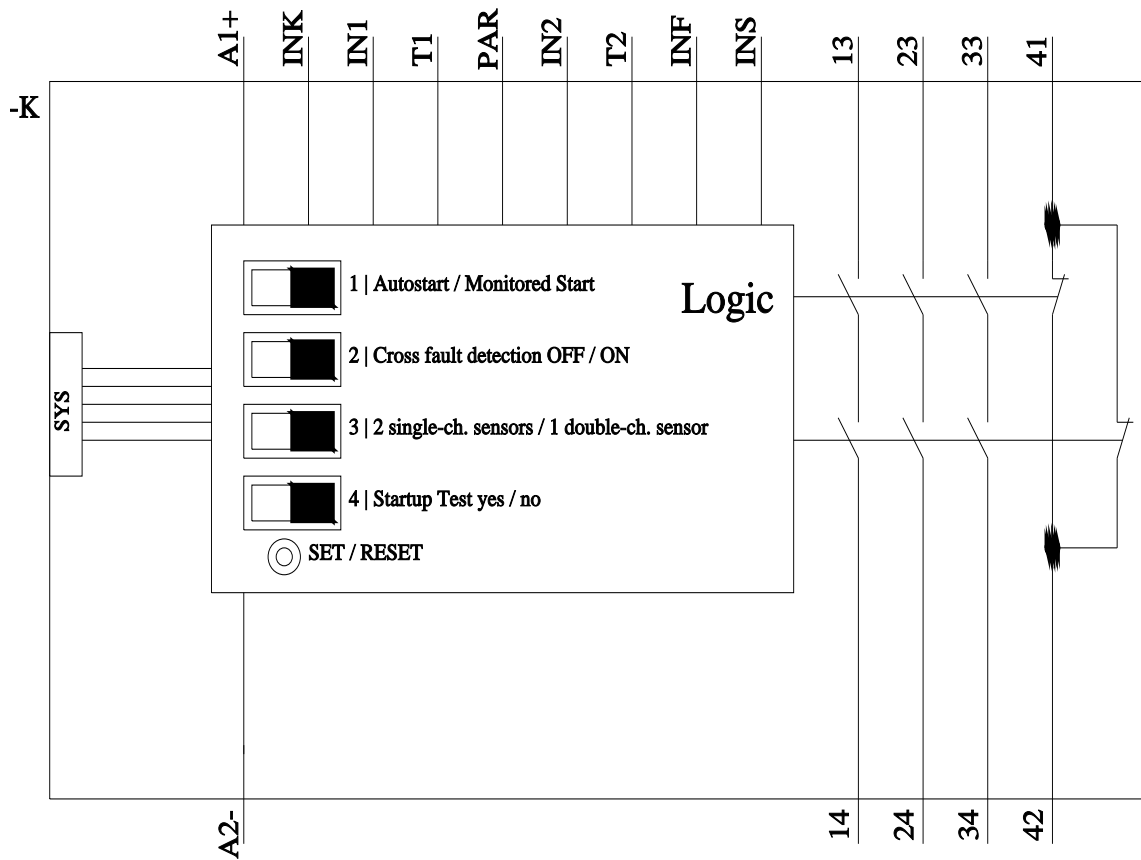 A1+
INK
IN1
T1
PAR
IN2
T2
INF
INS
13
23
33
41
-K
1 | Autostart / Monitored Start
Logic
2 | Cross fault detection OFF / ON
SYS
3 | 2 single-ch. sensors / 1 double-ch. sensor
4 | Startup Test yes / no
SET / RESET
A2-
14
24
34
42